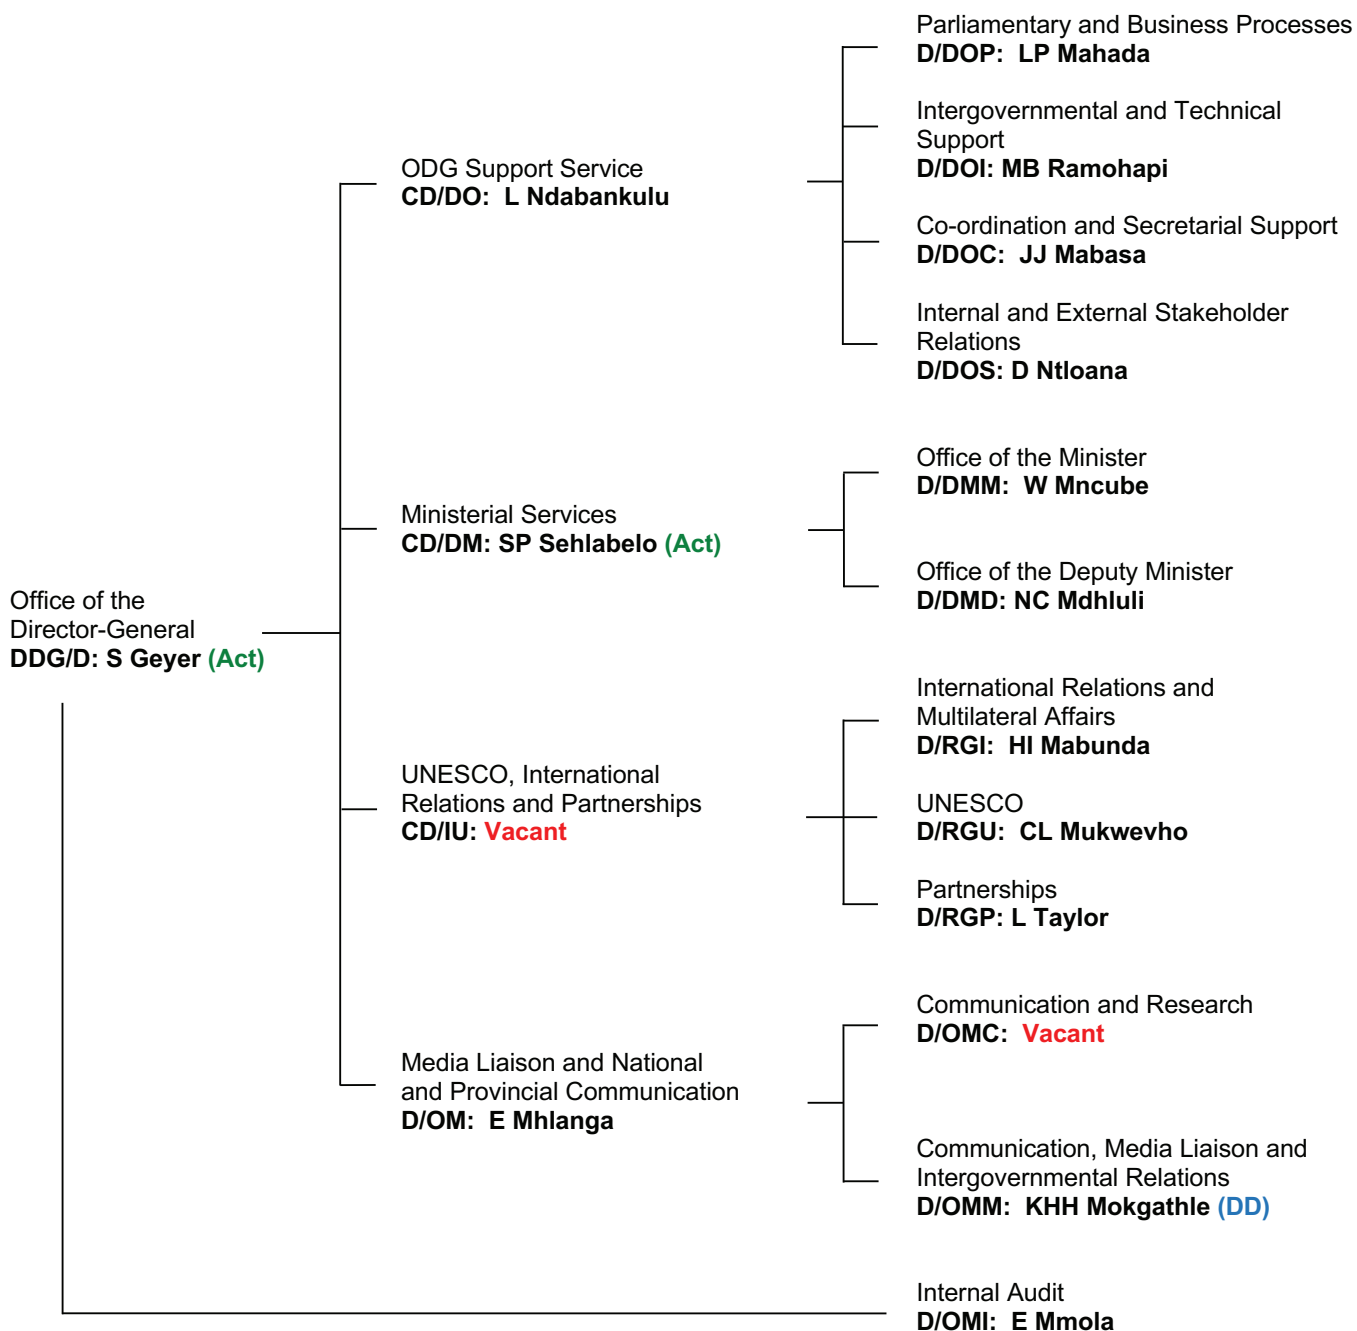 Office of the
Director-General
DDG/D: S Geyer (Act)
ODG Support Service
CD/DO: L Ndabankulu
Parliamentary and Business Processes
D/DOP: LP Mahada
Intergovernmental and Technical
Support
D/DOI: MB Ramohapi
Co-ordination and Secretarial Support
D/DOC: JJ Mabasa
Internal and External Stakeholder
Relations
D/DOS: D Ntloana
Ministerial Services
CD/DM: SP Sehlabelo (Act)
Office of the Minister
D/DMM: W Mncube
Office of the Deputy Minister
D/DMD: NC Mdhluli
UNESCO, International
Relations and Partnerships
CD/IU: Vacant
International Relations and
Multilateral Affairs
D/RGI: HI Mabunda
UNESCO
D/RGU: CL Mukwevho
Partnerships
D/RGP: L Taylor
Media Liaison and National
and Provincial Communication
D/OM: E Mhlanga
Communication and Research
D/OMC: Vacant
Communication, Media Liaison and
Intergovernmental Relations
D/OMM: KHH Mokgathle (DD)
Internal Audit
D/OMI: E Mmola